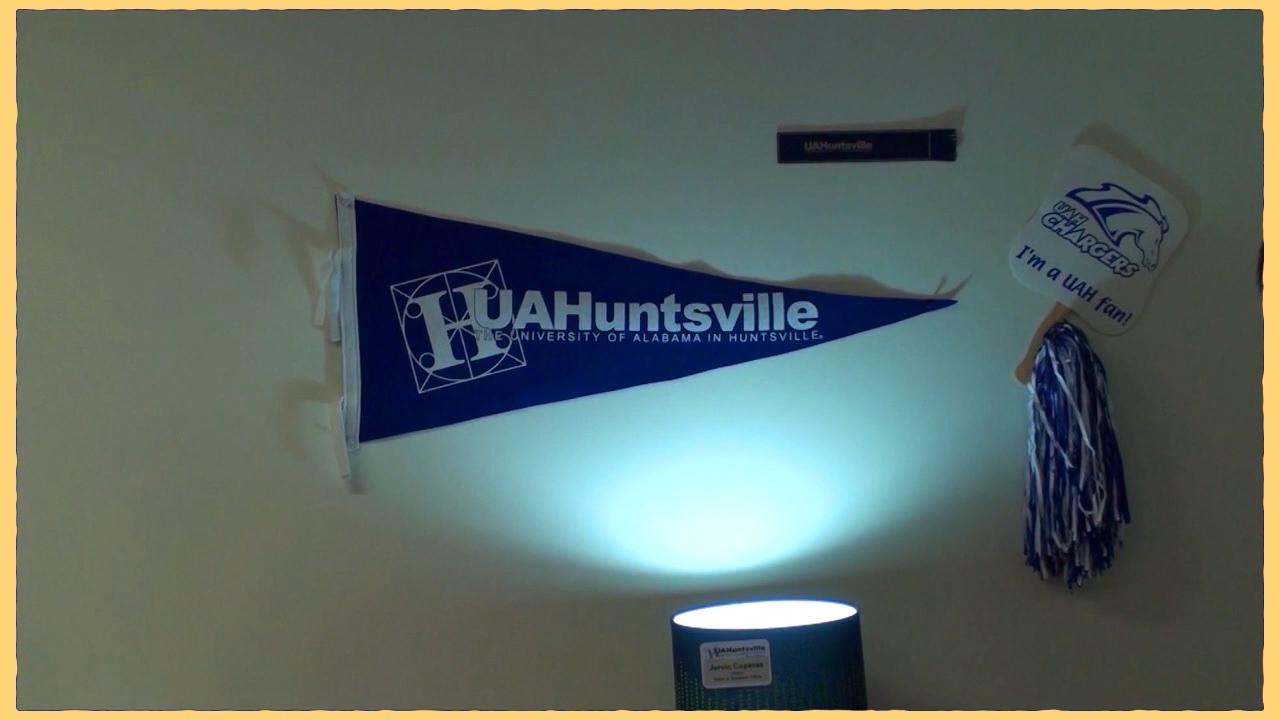 UAHuntsville
UAHuntsville
THE UNIVERSITY OF ALABAMA IN HUNTSVILLE
UAH
CHARGERS
I'm a UAH fan!
UAHuntsville